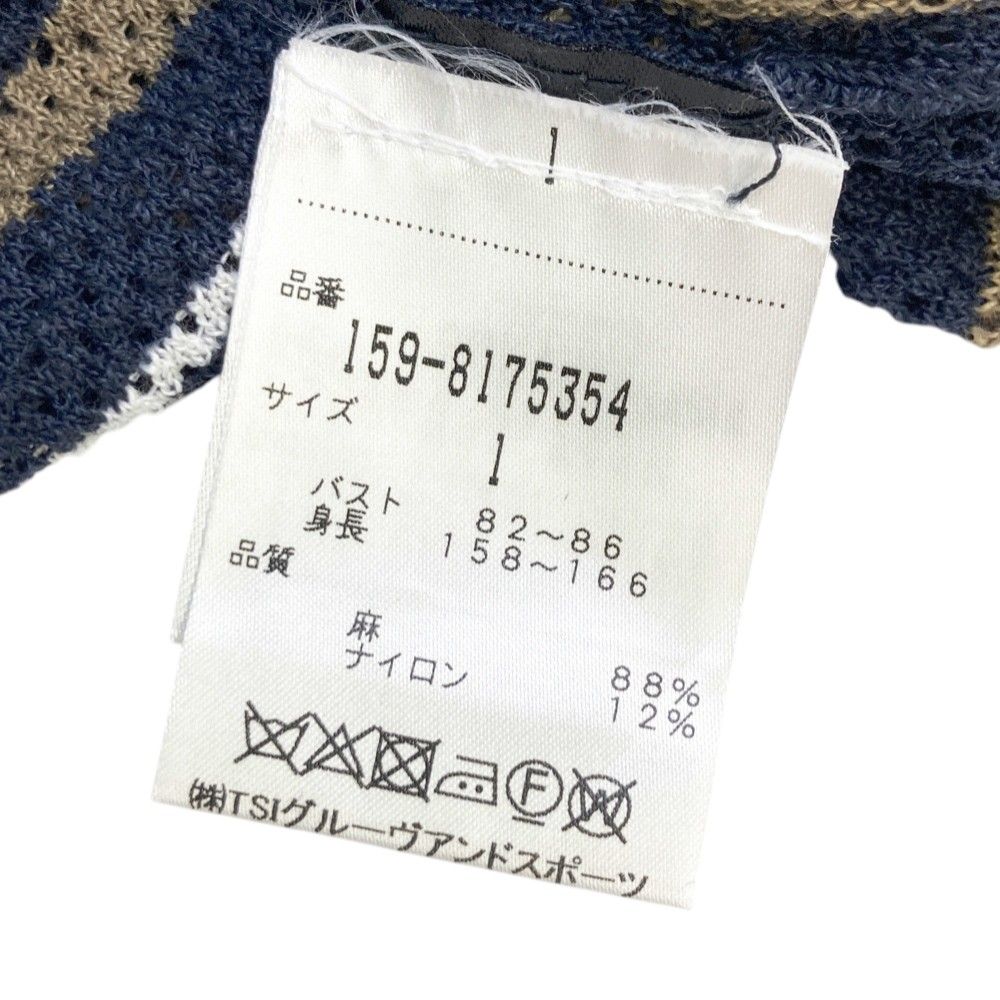 1
品番
159-8175354
サイズ
1
バスト 82～86
身長 158～166
品質
麻 88%
ナイロン 12%
F W
㈱TSIグルーヴアンドスポーツ